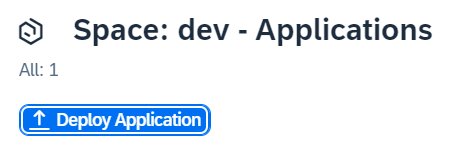 Space: dev - Applications
All: 1
Deploy Application